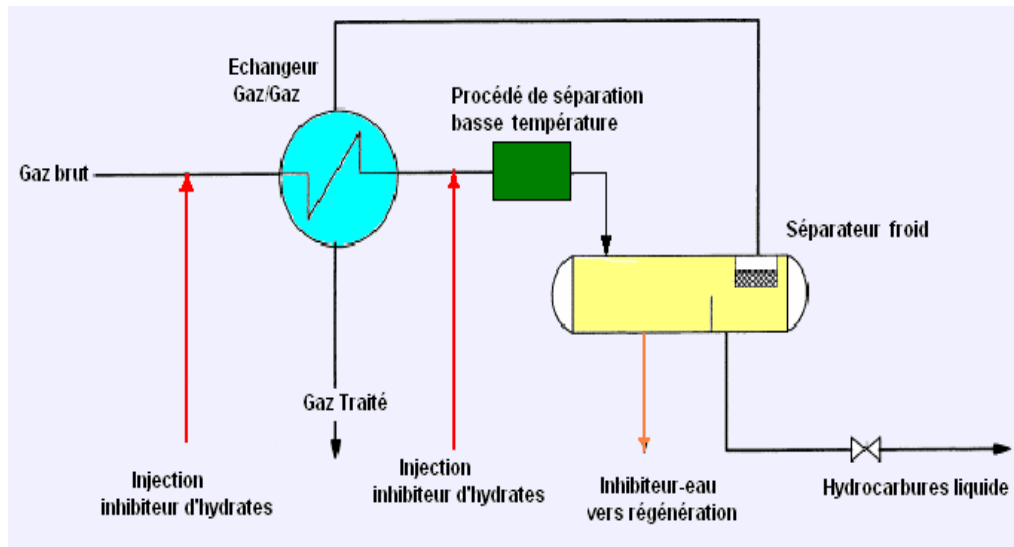 Echangeur
Gaz/Gaz
Procédé de séparation
basse température
Gaz brut
Séparateur froid
Gaz Traité
Injection
inhibiteur d'hydrates
Injection
inhibiteur d'hydrates
Inhibiteur-eau
vers régénération
Hydrocarbures liquide